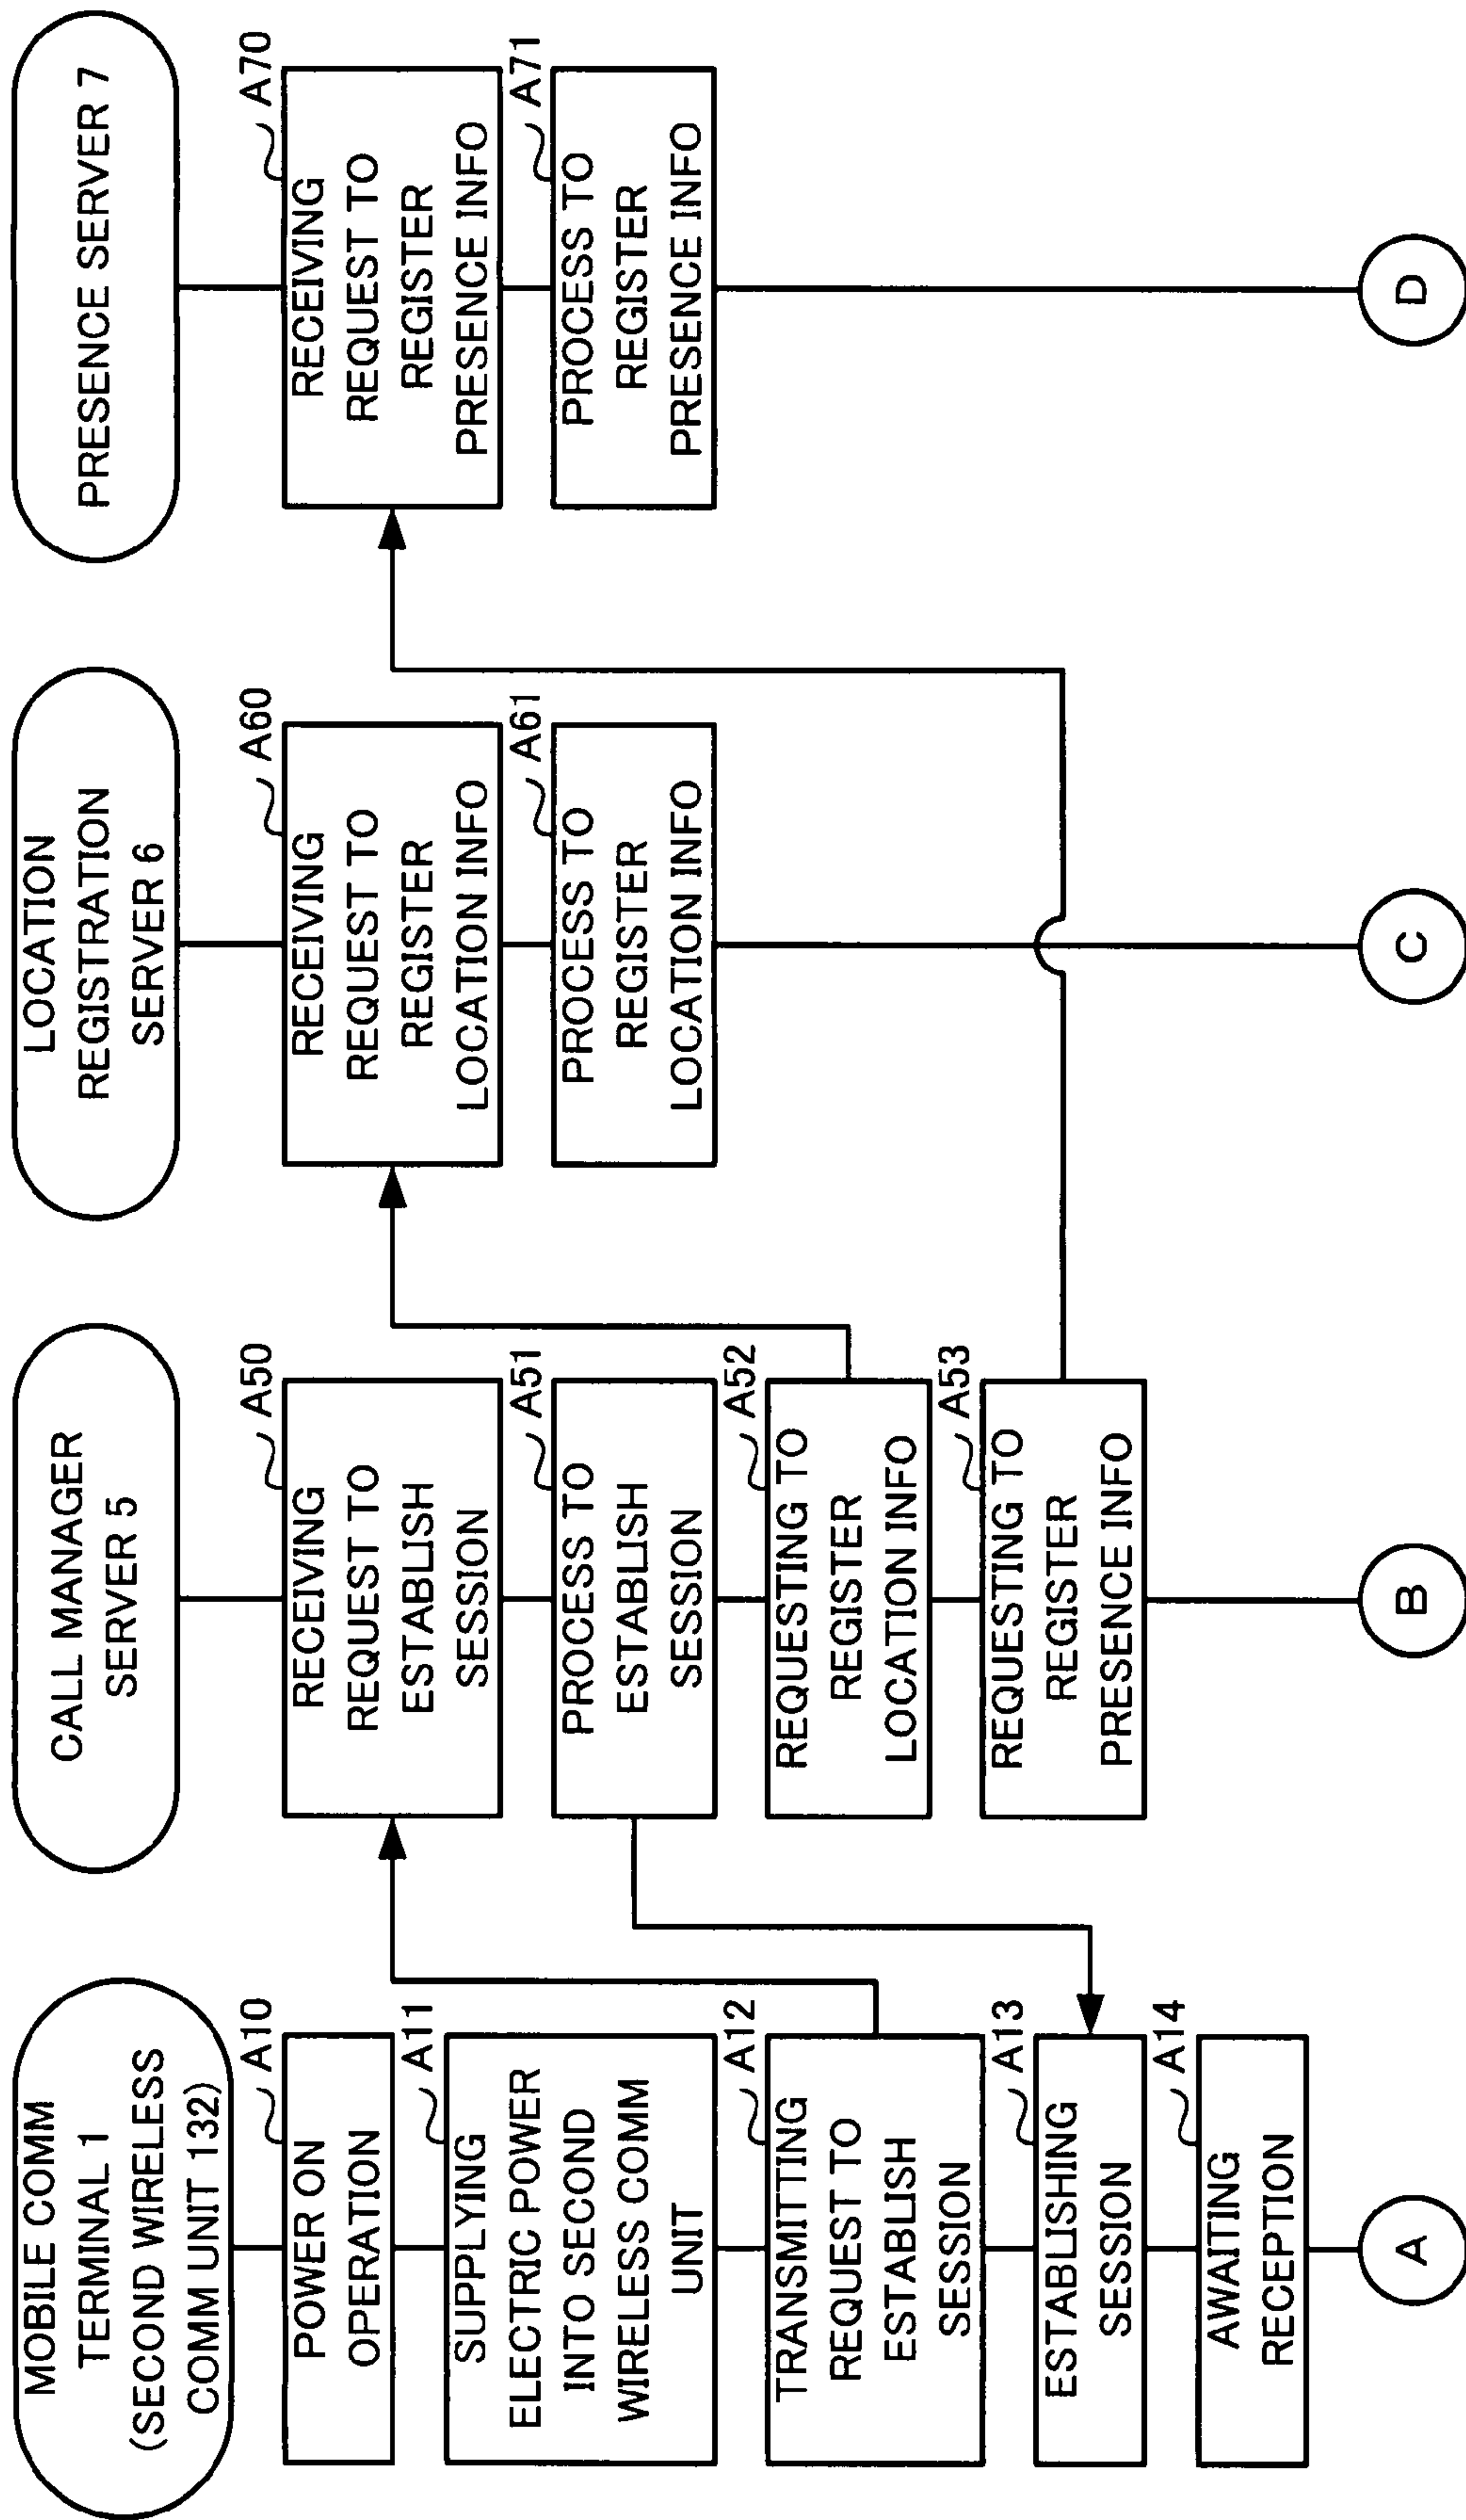 MOBILE COMM
TERMINAL 1
(SECOND WIRELESS
COMM UNIT 132)
A10
POWER ON
OPERATION
A11
SUPPLYING
ELECTRIC POWER
INTO SECOND
WIRELESS COMM
UNIT
A12
TRANSMITTING
REQUEST TO
ESTABLISH
SESSION
A13
ESTABLISHING
SESSION
A14
AWAITING
RECEPTION
A
CALL MANAGER
SERVER 5
A50
RECEIVING
REQUEST TO
ESTABLISH
SESSION
A51
PROCESS TO
ESTABLISH
SESSION
A52
REQUESTING TO
REGISTER
LOCATION INFO
A53
REQUESTING TO
REGISTER
PRESENCE INFO
B
LOCATION
REGISTRATION
SERVER 6
A60
RECEIVING
REQUEST TO
REGISTER
LOCATION INFO
A61
PROCESS TO
REGISTER
LOCATION INFO
C
PRESENCE SERVER 7
A70
RECEIVING
REQUEST TO
REGISTER
PRESENCE INFO
A71
PROCESS TO
REGISTER
PRESENCE INFO
D